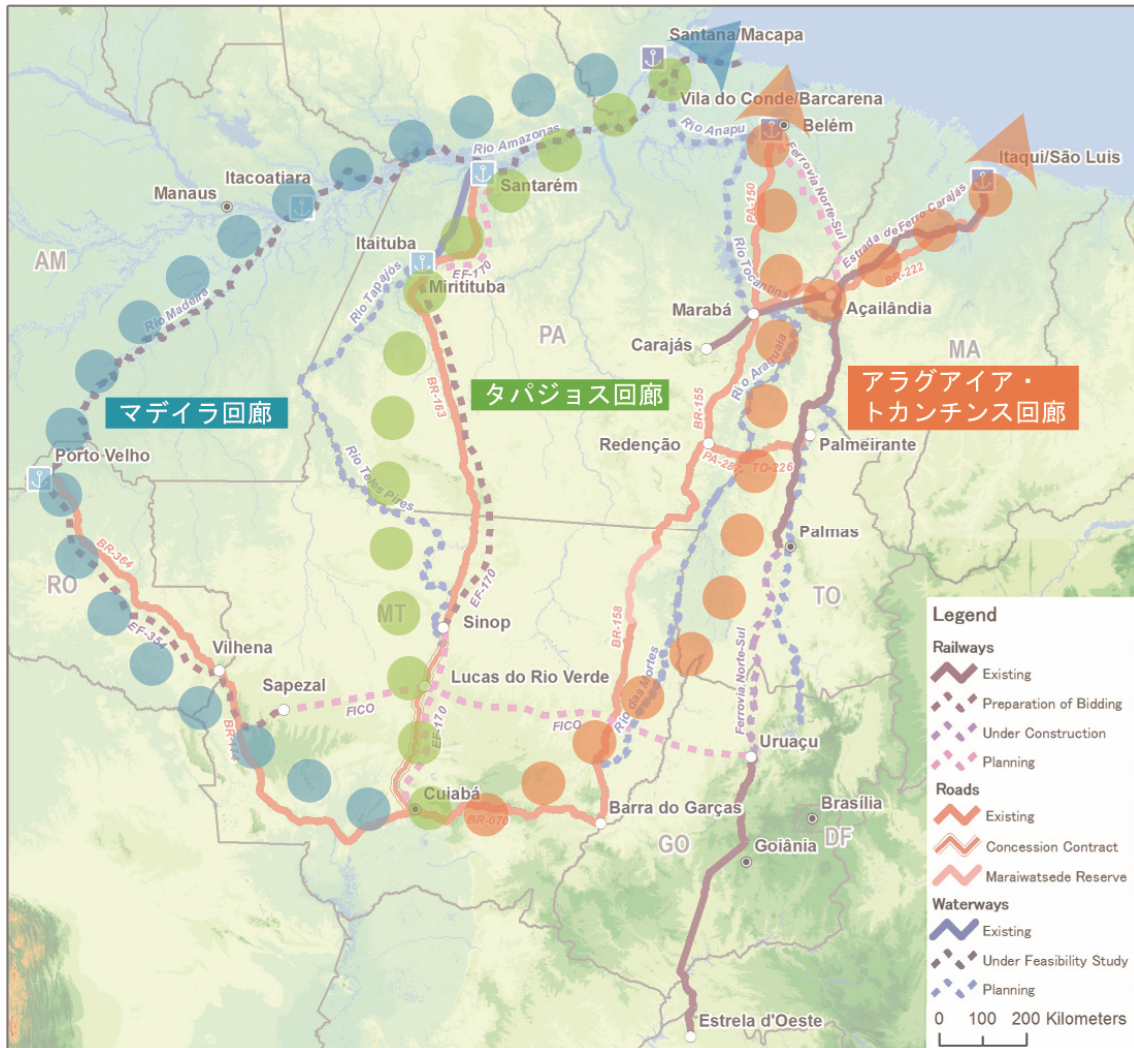 Santana/Macapa
Vila do Conde/Barcarena
Belém
Rio Anapu
Rio Amazonas
Itaqui/São Luis
Itacoatiara
Manaus
Santarém
PA-150
Ferrovia Norte-Sul
Estrada de Ferro Carajás
BR-222
Itaituba
AM
EF-170
Miritituba
Rio Tapajós
Rio Tocantins
Rio Madeira
Marabá
Açailândia
PA
Carajás
MA
Rio Araguaia
BR-163
マデイラ回廊
タパジョス回廊
アラグアイア・
トカンチンス回廊
BR-155
Redenção
Palmeirante
PA-287
TO-226
Porto Velho
Rio Teles Pires
Palmas
BR-364
RO
EF-170
MT
TO
EF-354
Sinop
BR-158
Vilhena
Sapezal
Lucas do Rio Verde
FICO
FICO
Rio das Mortes
Ferrovia Norte-Sul
EF-170
Uruaçu
Cuiabá
BR-070
Barra do Garças
Brasília
GO
DF
Goiânia
Estrela d'Oeste
Legend
Railways
Existing
Preparation of Bidding
Under Construction
Planning
Roads
Existing
Concession Contract
Maraiwatsede Reserve
Waterways
Existing
Under Feasibility Study
Planning
0 100 200 Kilometers